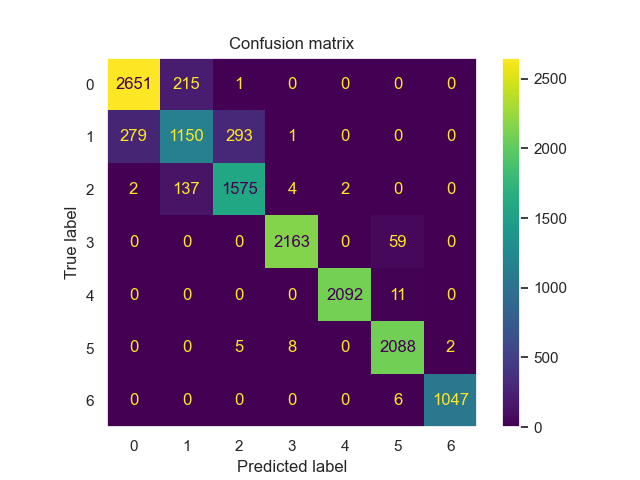 Confusion matrix
True label
0 2651 215 1 0 0 0 0
1 279 1150 293 1 0 0 0
2 2 137 1575 4 2 0 0
3 0 0 0 2163 0 59 0
4 0 0 0 0 2092 11 0
5 0 0 5 8 0 2088 2
6 0 0 0 0 0 6 1047
0 1 2 3 4 5 6
Predicted label
2500
2000
1500
1000
500
0